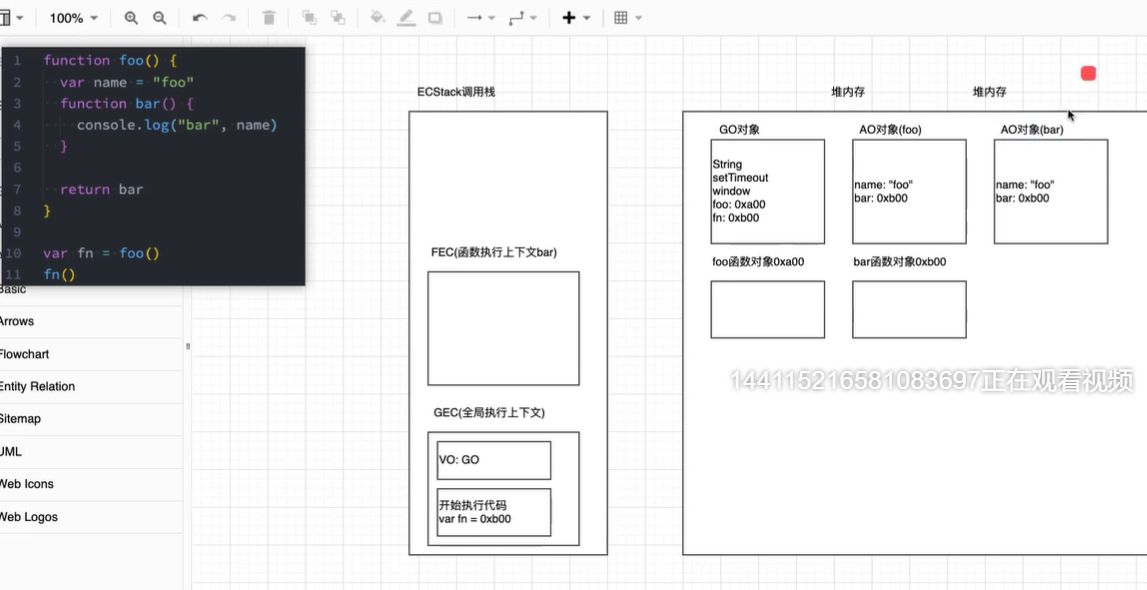 100%
1 function foo() {
2 var name = "foo"
3 function bar() {
4 console.log("bar", name)
5 }
6
7 return bar
8 }
9
10 var fn = foo()
11 fn()
Basic
Arrows
Flowchart
Entity Relation
Sitemap
UML
Web Icons
Web Logos
ECStack调用栈
FEC(函数执行上下文bar)
GEC(全局执行上下文)
VO: GO
开始执行代码
var fn = 0xb00
堆内存
堆内存
GO对象
String
setTimeout
window
foo: 0xa00
fn: 0xb00
AO对象(foo)
name: "foo"
bar: 0xb00
AO对象(bar)
name: "foo"
bar: 0xb00
foo函数对象0xa00
bar函数对象0xb00
144115216581083697正在观看视频